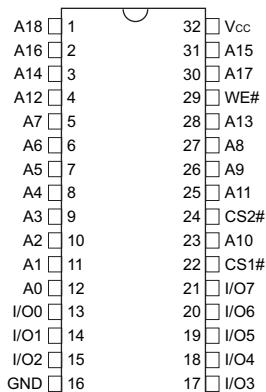 A18 1 32 Vcc
A16 2 31 A15
A14 3 30 A17
A12 4 29 WE#
A7 5 28 A13
A6 6 27 A8
A5 7 26 A9
A4 8 25 A11
A3 9 24 CS2#
A2 10 23 A10
A1 11 22 CS1#
A0 12 21 I/O7
I/O0 13 20 I/O6
I/O1 14 19 I/O5
I/O2 15 18 I/O4
GND 16 17 I/O3